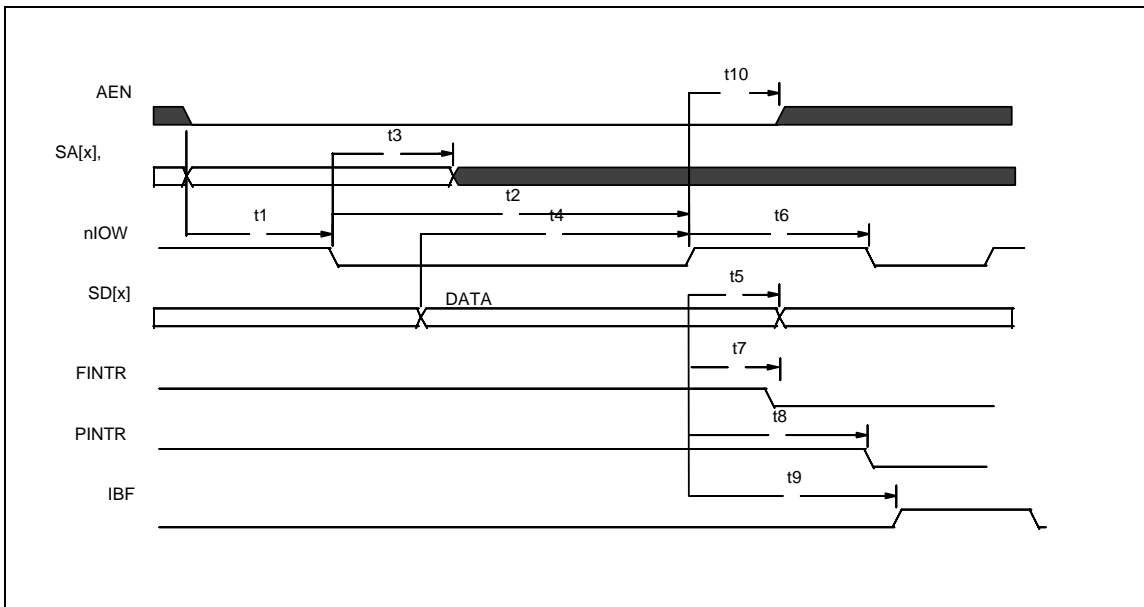 t10
AEN
t3
SA[x],
t2
t1
t4
t6
nIOW
t5
SD[x]
DATA
t7
FINTR
t8
PINTR
t9
IBF